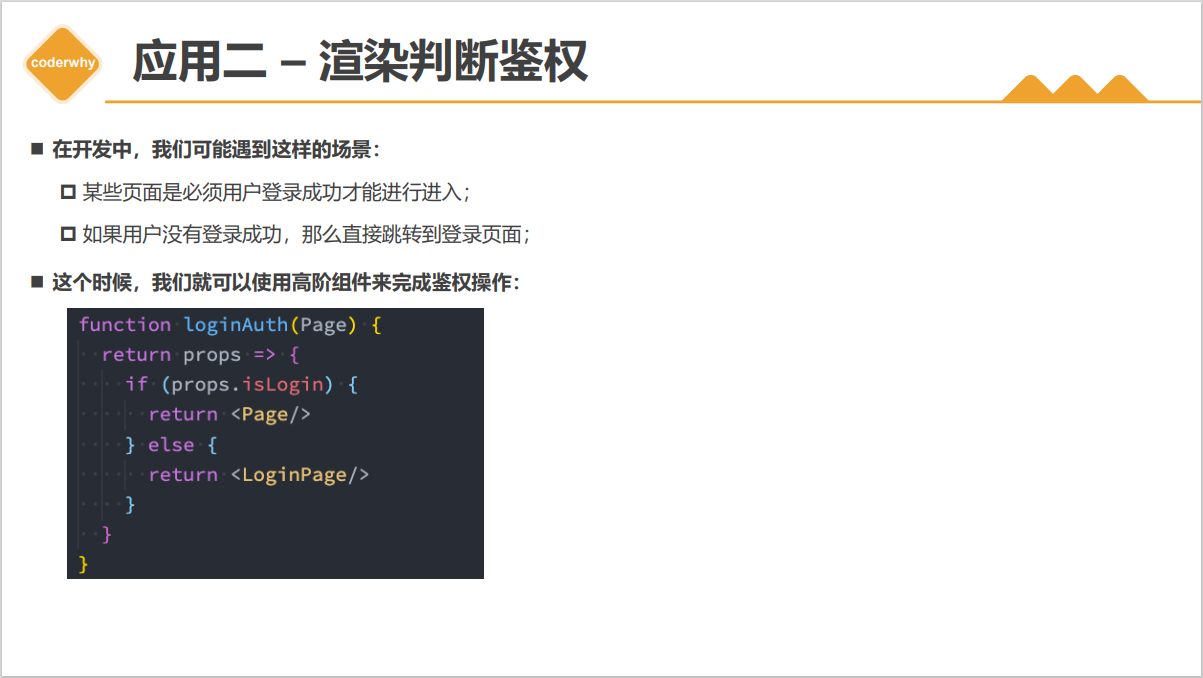 coderwhy
应用二 – 渲染判断鉴权
在开发中，我们可能遇到这样的场景：
某些页面是必须用户登录成功才能进行进入；
如果用户没有登录成功，那么直接跳转到登录页面；
这个时候，我们就可以使用高阶组件来完成鉴权操作：
function loginAuth(Page) {
  return props => {
    if (props.isLogin) {
      return <Page/>
    } else {
      return <LoginPage/>
    }
  }
}